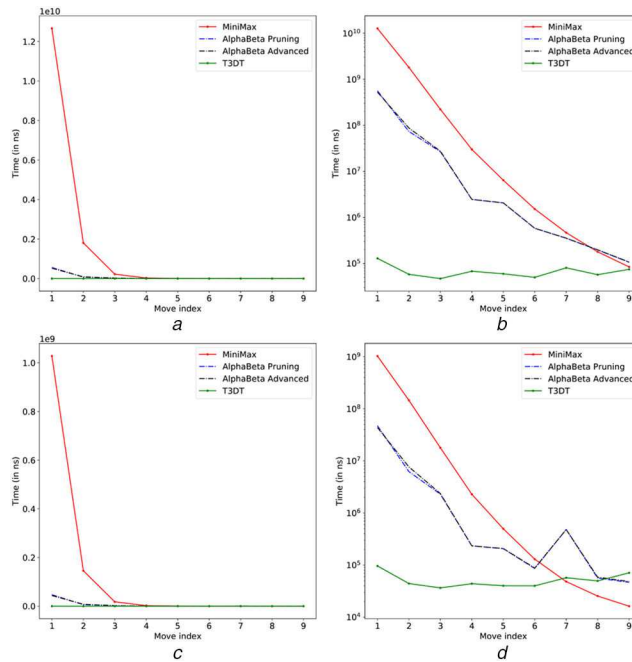 1e10
MiniMax
AlphaBeta Pruning
AlphaBeta Advanced
T3DT
1.2
1.0
0.8
0.6
0.4
0.2
0.0
Time (in ns)
1 2 3 4 5 6 7 8 9
Move index
a
MiniMax
AlphaBeta Pruning
AlphaBeta Advanced
T3DT
10^10
10^9
10^8
10^7
10^6
10^5
Time (in ns)
1 2 3 4 5 6 7 8 9
Move index
b
1e9
MiniMax
AlphaBeta Pruning
AlphaBeta Advanced
T3DT
1.0
0.8
0.6
0.4
0.2
0.0
Time (in ns)
1 2 3 4 5 6 7 8 9
Move index
c
MiniMax
AlphaBeta Pruning
AlphaBeta Advanced
T3DT
10^9
10^8
10^7
10^6
10^5
10^4
Time (in ns)
1 2 3 4 5 6 7 8 9
Move index
d